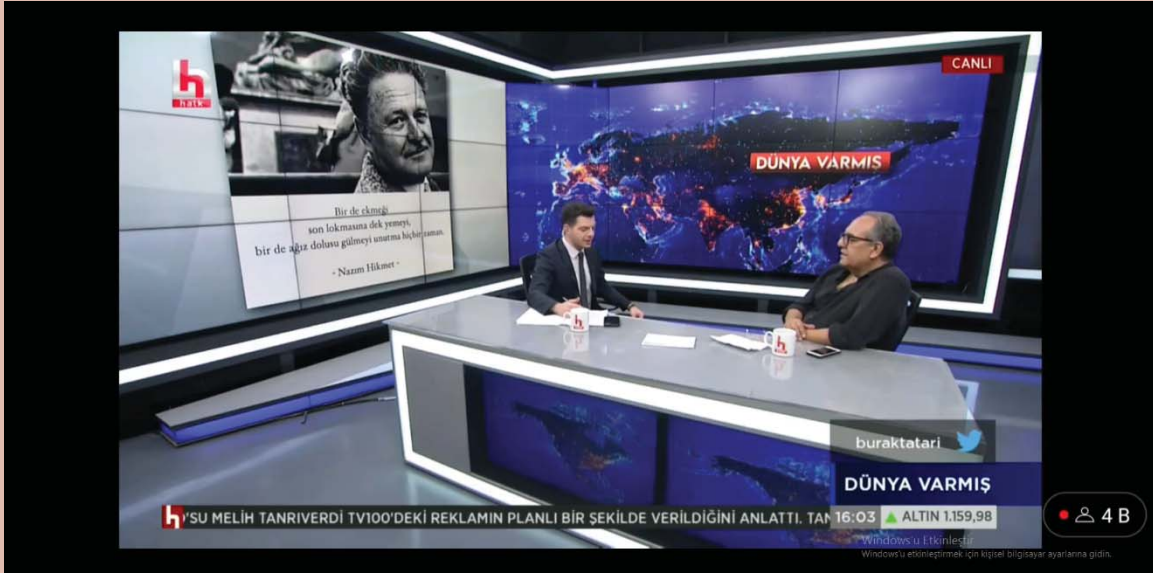 h
halk
CANLI
DÜNYA VARMIŞ
Bir de ekmeği
son lokmasına dek yemeyi,
bir de ağız dolusu gülmeyi unutma hiçbir zaman.
- Nazım Hikmet -
h
h
buraktatari
DÜNYA VARMIŞ
h 'SU MELİH TANRIVERDİ TV100'DEKİ REKLAMIN PLANLI BİR ŞEKİLDE VERİLDİĞİNİ ANLATTI. TAN 16:03 ALTIN 1.159,98
4 B
Windows'u Etkinleştir
Windows'u etkinleştirmek için kişisel bilgisayar ayarlarına gidin.